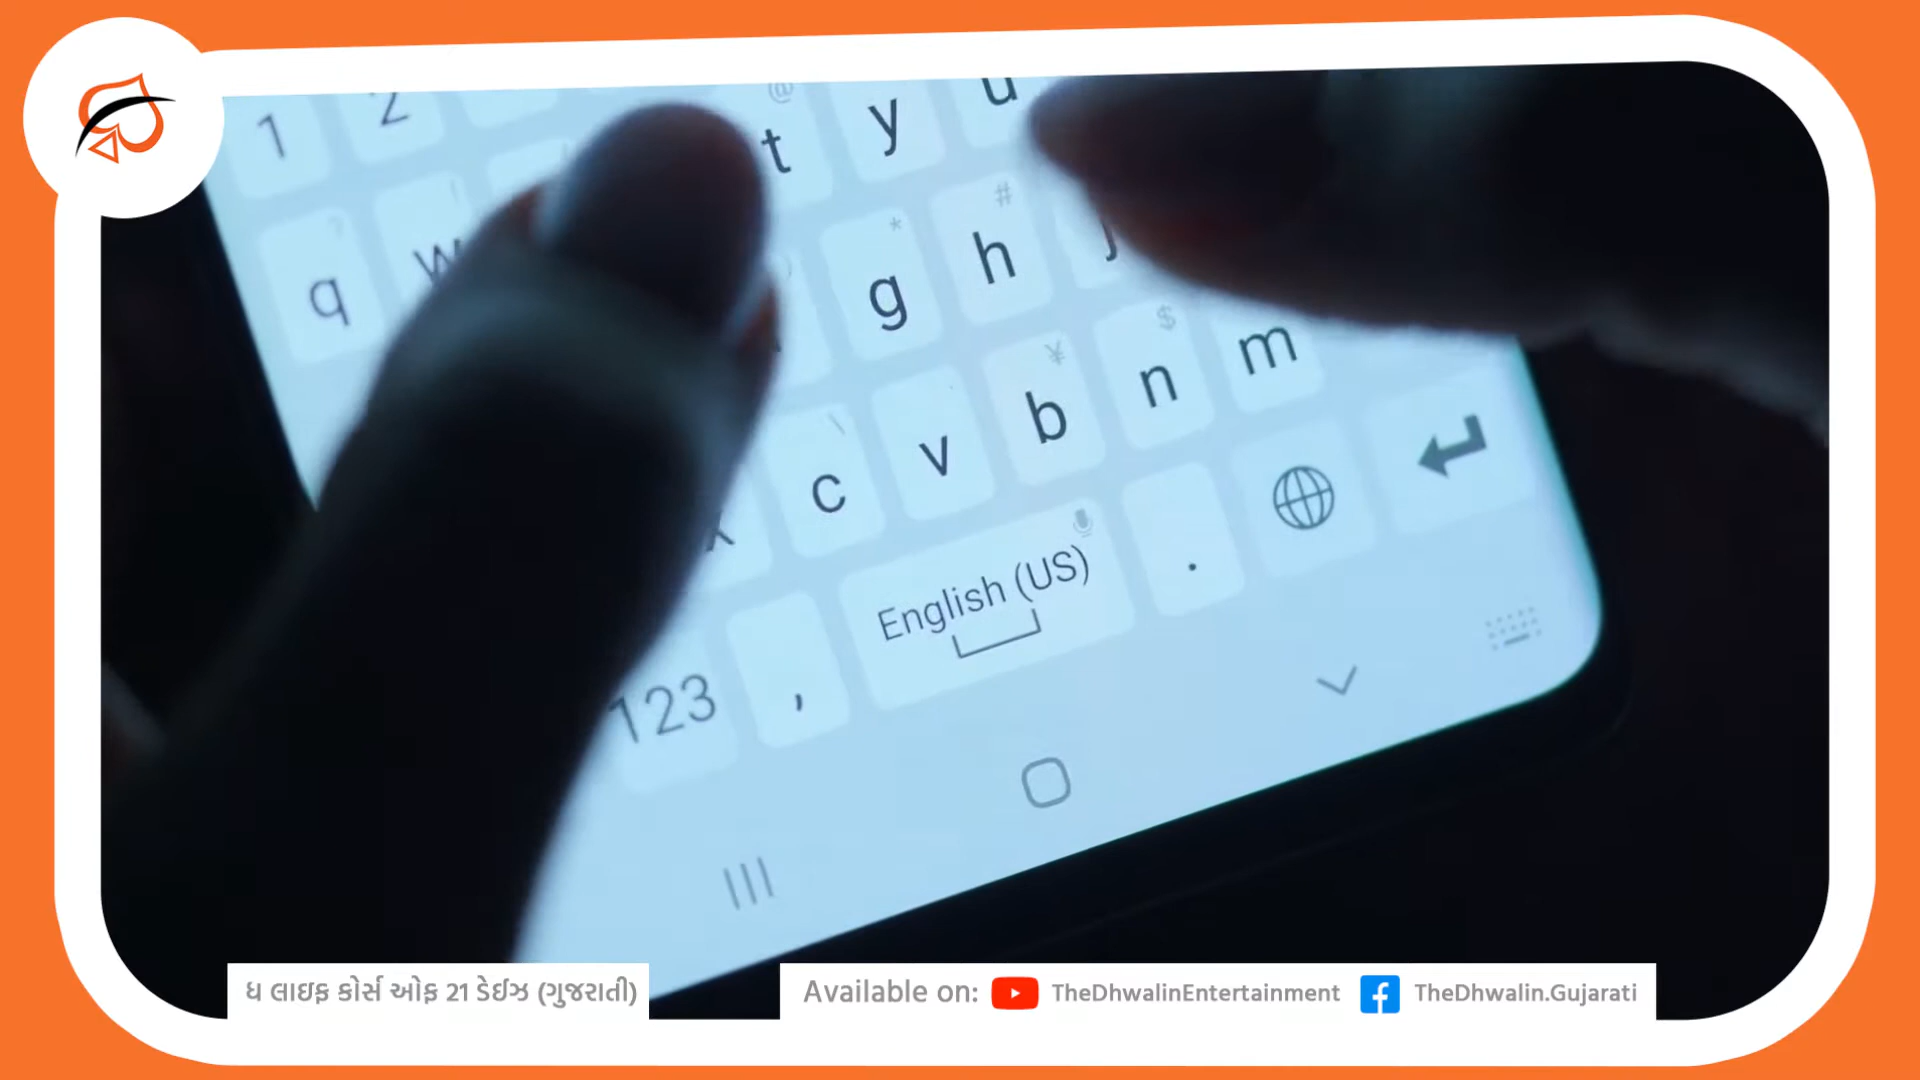 1 2
@ t y u
q w * g # h j
\ c v ¥ b $ n m
x English (US) .
123 ,
ધ લાઇફ કોર્સ ઓફ 21 ડેઈઝ (ગુજરાતી)
Available on: TheDhwalinEntertainment TheDhwalin.Gujarati